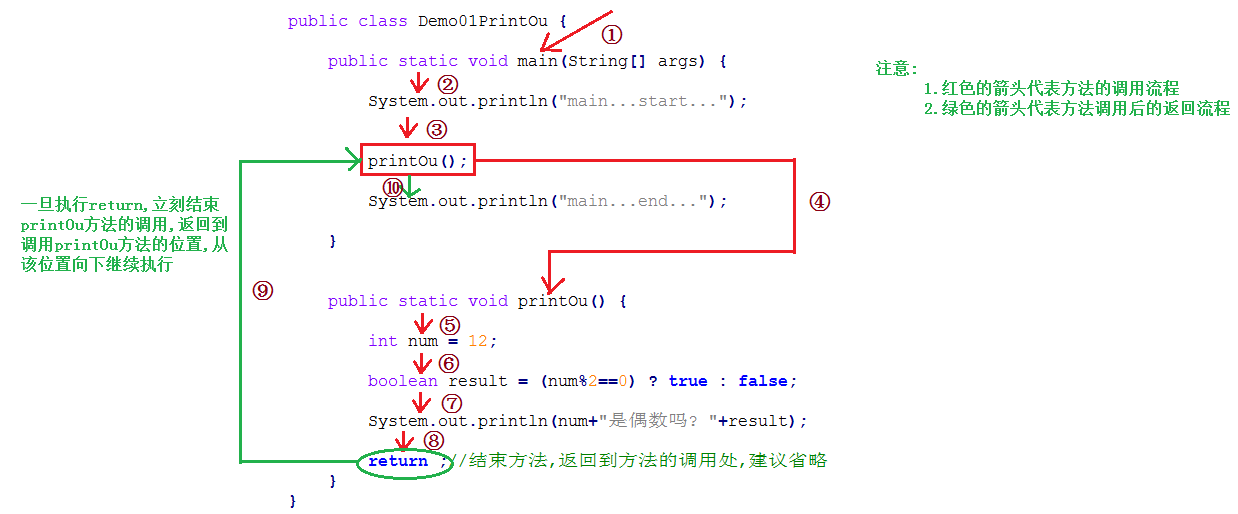 public class Demo01PrintOu {
①
public static void main(String[] args) {
②
System.out.println("main...start...");
③
printOu();
④
⑩
System.out.println("main...end...");
}
public static void printOu() {
⑤
int num = 12;
⑥
boolean result = (num%2==0) ? true : false;
⑦
System.out.println(num+"是偶数吗? "+result);
⑧
return ;//结束方法,返回到方法的调用处,建议省略
}
}
⑨
一旦执行return,立刻结束
printOu方法的调用,返回到
调用printOu方法的位置,从
该位置向下继续执行
注意:
1.红色的箭头代表方法的调用流程
2.绿色的箭头代表方法调用后的返回流程